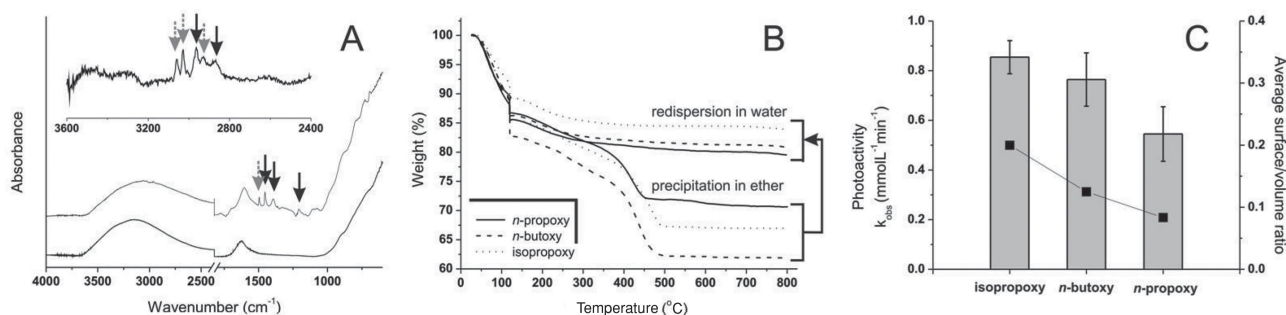 A
3600
3200
2800
2400
Absorbance
4000
3500
3000
2500
1500
1000
Wavenumber (cm⁻¹)
B
100
95
90
85
80
75
70
65
60
Weight (%)
redispersion in water
precipitation in ether
n-propoxy
n-butoxy
isopropoxy
0
100
200
300
400
500
600
700
800
Temperature (°C)
C
1.0
0.8
0.6
0.4
0.2
0.0
Photoactivity
k_obs (mmolL⁻¹min⁻¹)
0.4
0.3
0.2
0.1
0.0
Average surface/volume
ratio
isopropoxy
n-butoxy
n-propoxy